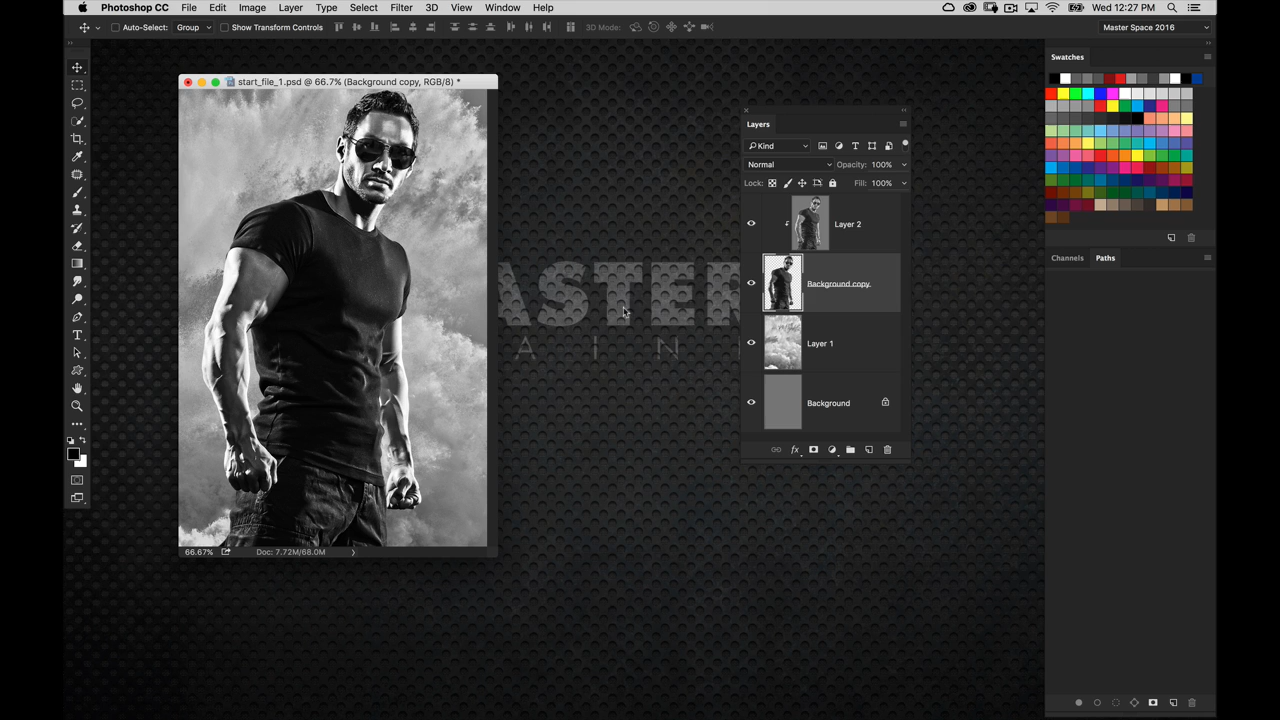 Photoshop CC File Edit Image Layer Type Select Filter 3D View Window Help Wed 12:27 PM
Auto-Select: Group Show Transform Controls 3D Mode: Master Space 2016
Swatches
start_file_1.psd @ 66.7% (Background copy, RGB/8) *
Layers
Kind
Normal Opacity: 100%
Lock: Fill: 100%
Layer 2
Background copy
Layer 1
Background
Channels Paths
ASTER
A I N
66.67% Doc: 7.72M/68.0M